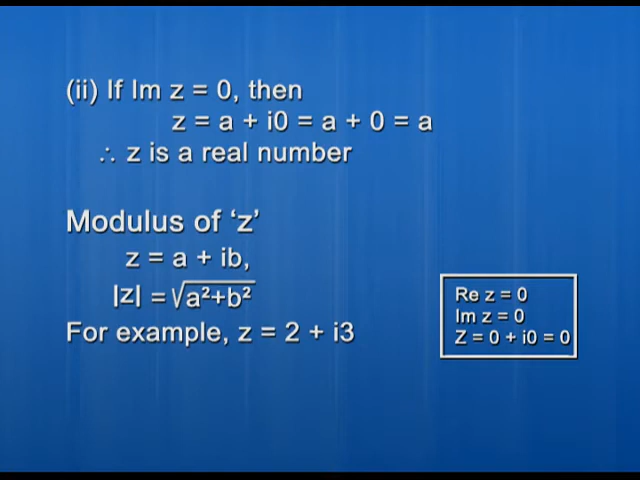 (ii) If Im z = 0, then
z = a + i0 = a + 0 = a
∴ z is a real number
Modulus of ‘z’
z = a + ib,
|z| = √a²+b²
For example, z = 2 + i3
Re z = 0
Im z = 0
Z = 0 + i0 = 0